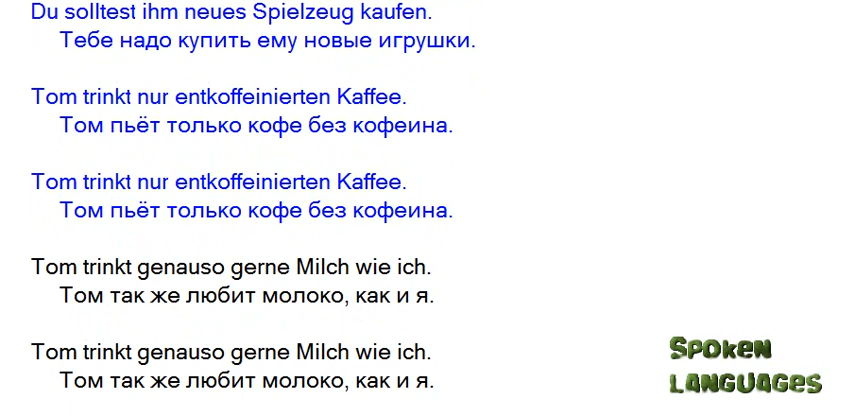 Du solltest ihm neues Spielzeug kaufen.
Тебе надо купить ему новые игрушки.
Tom trinkt nur entkoffeinierten Kaffee.
Том пьёт только кофе без кофеина.
Tom trinkt nur entkoffeinierten Kaffee.
Том пьёт только кофе без кофеина.
Tom trinkt genauso gerne Milch wie ich.
Том так же любит молоко, как и я.
Tom trinkt genauso gerne Milch wie ich.
Том так же любит молоко, как и я.
Spoken
Languages